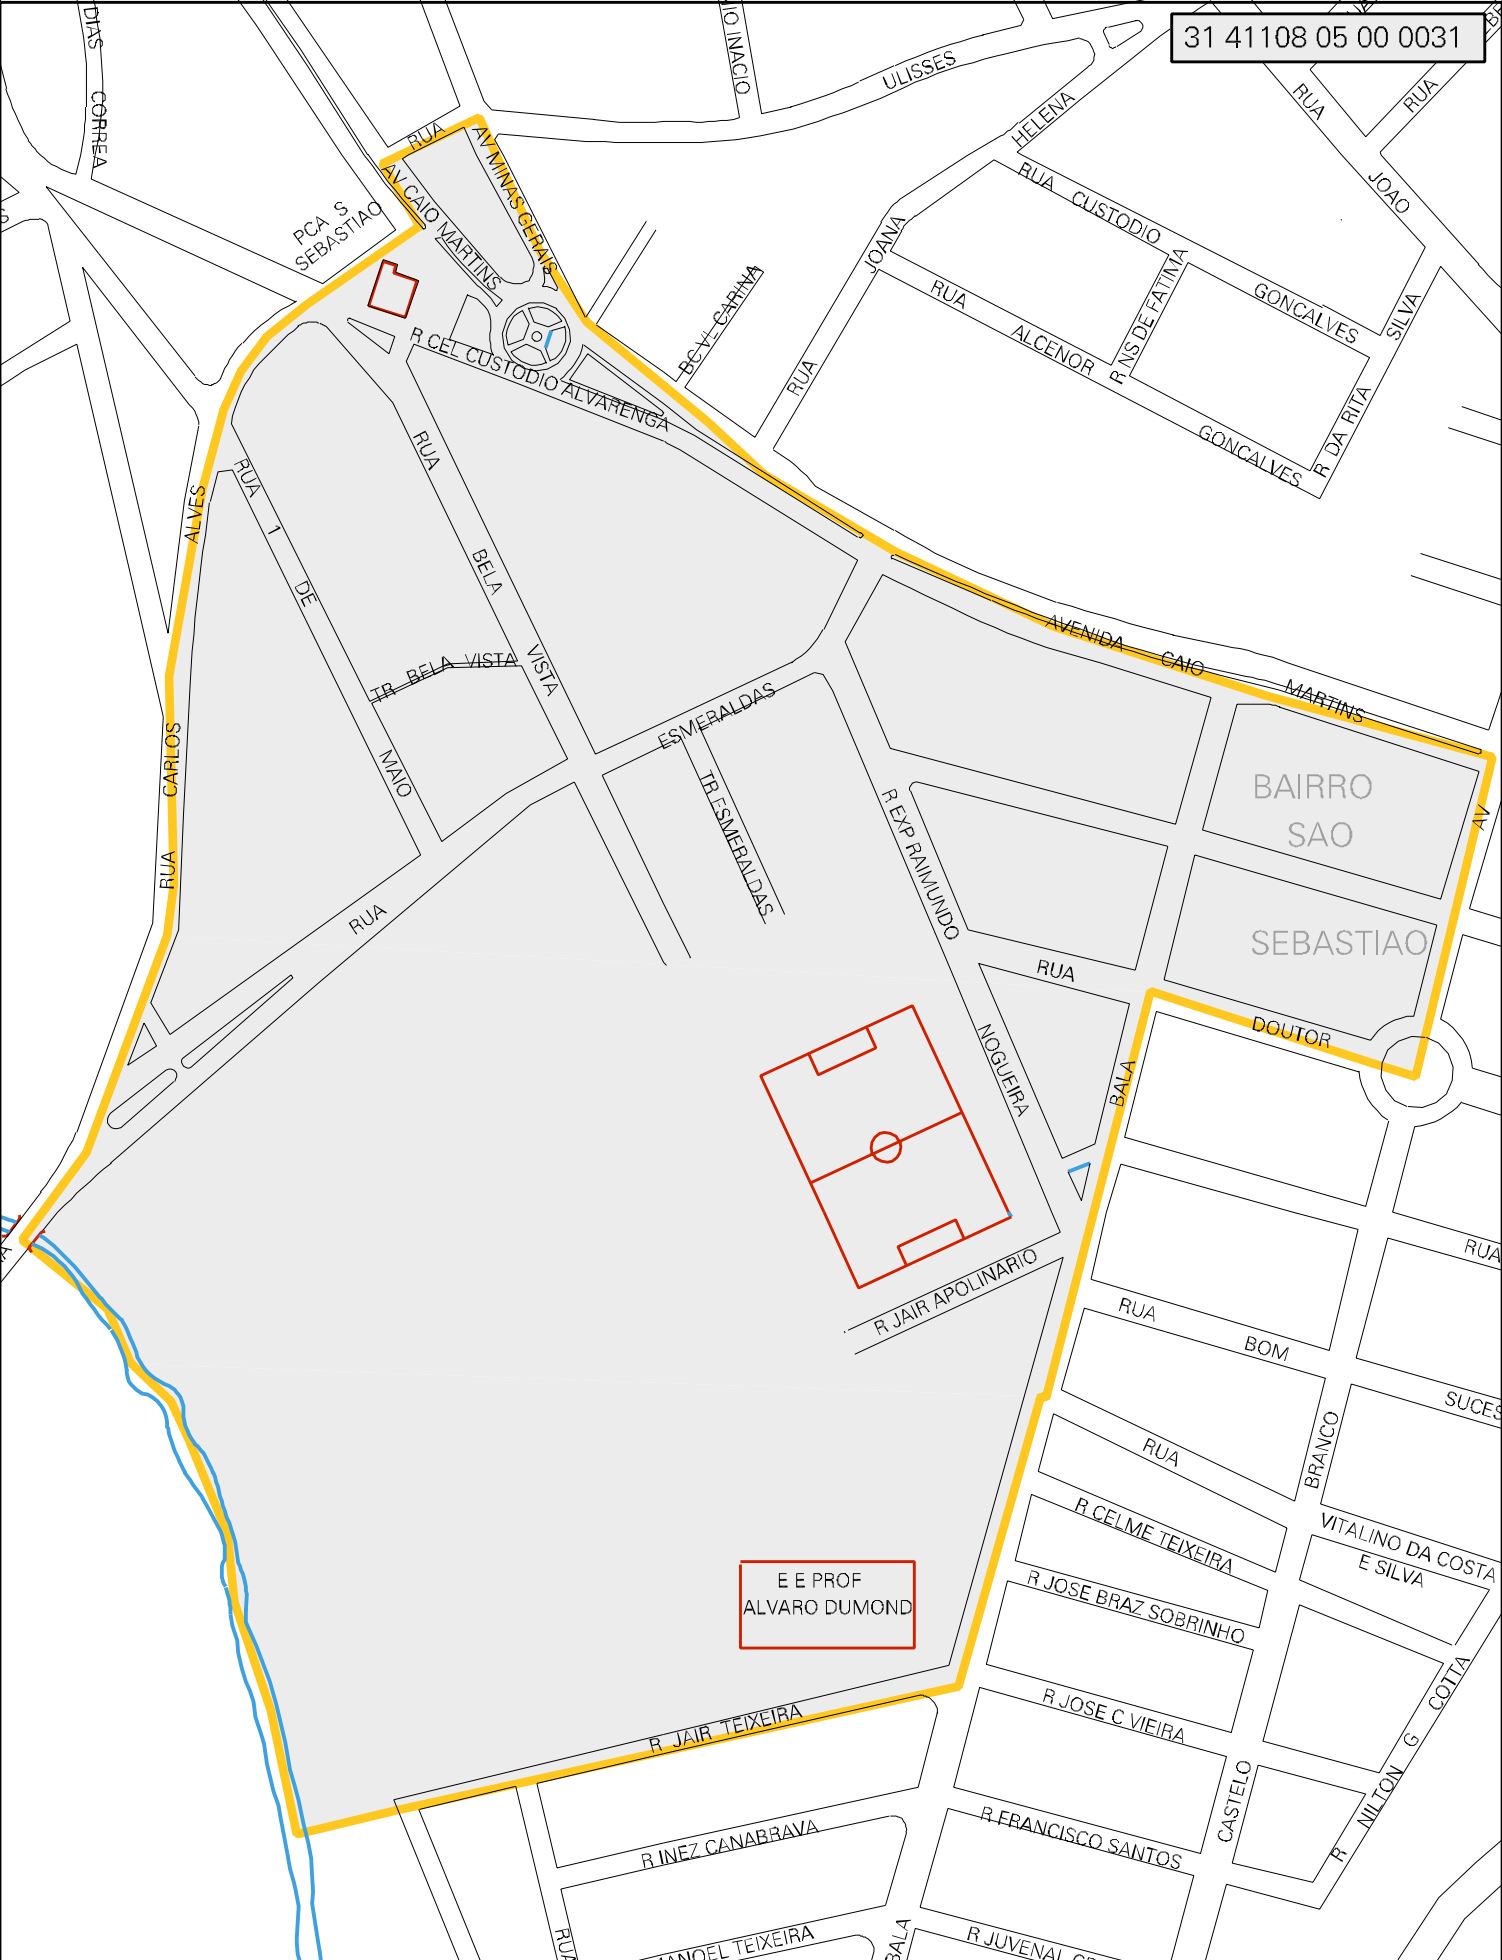 31 41108 05 00 0031
DIAS CORREA
INACIO
ULISSES
HELENA
JOANA
RUA
RUA JOAO
RUA
RUA
AV MINAS GERAIS
AV CAIO MARTINS
PCA S
SEBASTIAO
RUA CUSTODIO GONCALVES
RUA ALCENOR GONCALVES
R NS DE FATIMA
R DA RITA SILVA
BC VL CARINA
R CEL CUSTODIO ALVARENGA
RUA BELA VISTA
RUA 1 DE MAIO
TR BELA VISTA
RUA CARLOS ALVES
RUA ESMERALDAS
TR ESMERALDAS
AVENIDA CAIO MARTINS
AV
BAIRRO
SAO
SEBASTIAO
R EXP RAIMUNDO NOGUEIRA
RUA DOUTOR
BALA
R JAIR APOLINARIO
RUA
RUA BOM SUCES
RUA
VITALINO DA COSTA
E SILVA
R CELME TEIXEIRA
R JOSE BRAZ SOBRINHO
R JOSE C VIEIRA
R FRANCISCO SANTOS
CASTELO BRANCO
R NILTON G COTTA
E E PROF
ALVARO DUMOND
R JAIR TEIXEIRA
R INEZ CANABRAVA
RUA
MANOEL TEIXEIRA
BALA
R JUVENAL